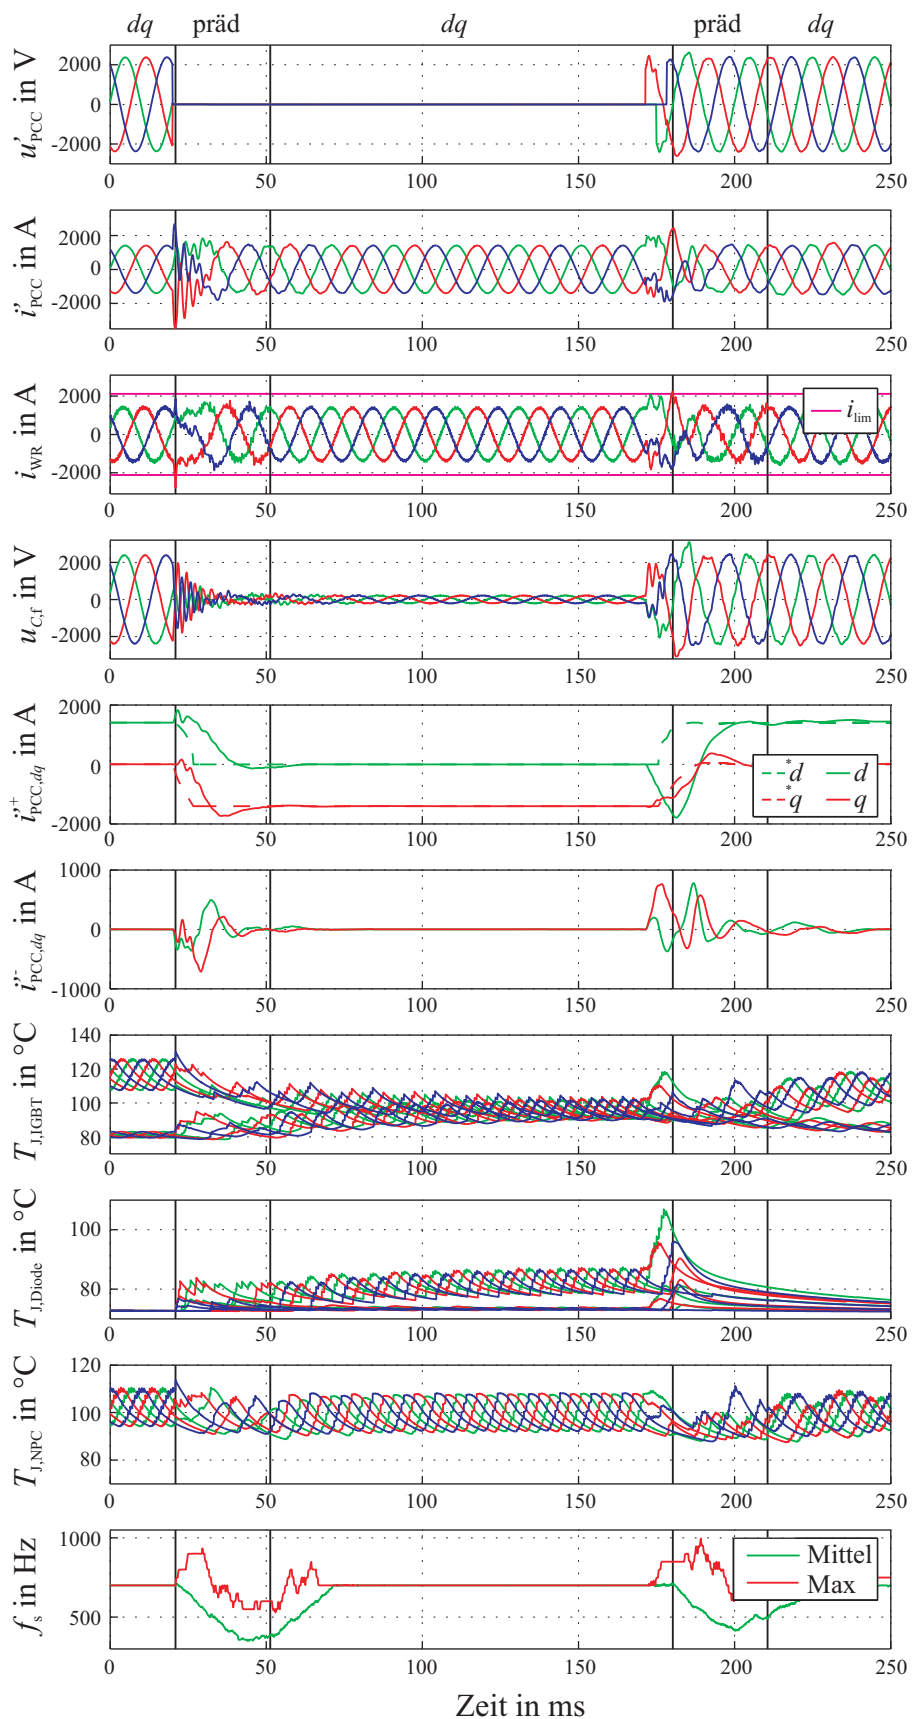 dq präd dq präd dq
u'PCC in V
2000
0
-2000
0 50 100 150 200 250
i'PCC in A
2000
0
-2000
0 50 100 150 200 250
iWR in A
2000
0
-2000
ilim
0 50 100 150 200 250
uC,f in V
2000
0
-2000
0 50 100 150 200 250
i'+PCC,dq in A
2000
0
-2000
*d d
*q q
0 50 100 150 200 250
i'-PCC,dq in A
1000
0
-1000
0 50 100 150 200 250
TJ,IGBT in °C
140
120
100
80
0 50 100 150 200 250
TJ,Diode in °C
100
80
0 50 100 150 200 250
TJ,NPC in °C
120
100
80
0 50 100 150 200 250
fs in Hz
1000
500
Mittel
Max
0 50 100 150 200 250
Zeit in ms